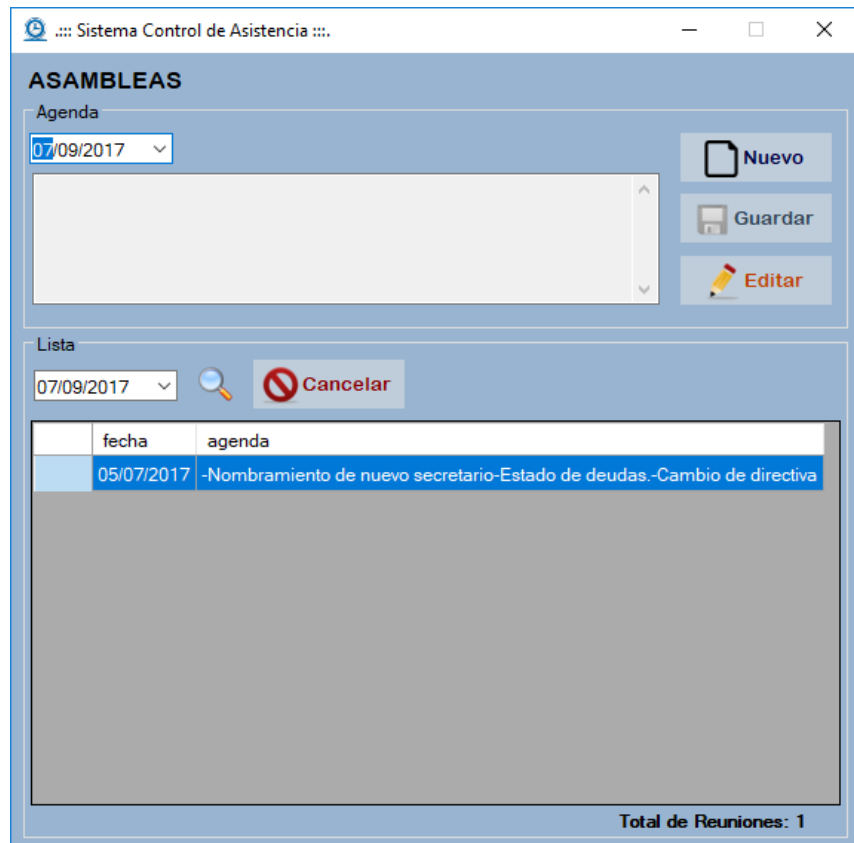 .::: Sistema Control de Asistencia :::.
ASAMBLEAS
Agenda
07/09/2017
Nuevo
Guardar
Editar
Lista
07/09/2017
Cancelar
fecha agenda
05/07/2017 -Nombramiento de nuevo secretario-Estado de deudas.-Cambio de directiva
Total de Reuniones: 1